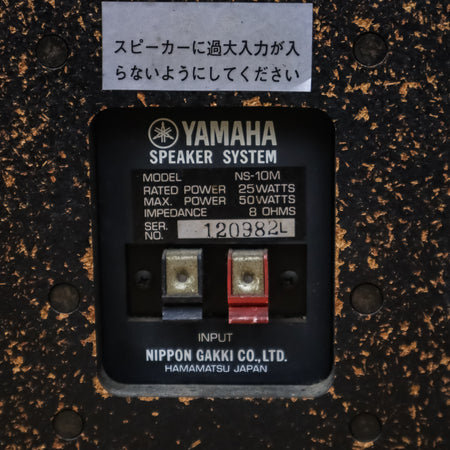 スピーカーに過大入力が入
らないようにしてください
YAMAHA
SPEAKER SYSTEM
MODEL NS-10M
RATED POWER 25WATTS
MAX. POWER 50WATTS
IMPEDANCE 8 OHMS
SER. NO. 120982L
INPUT
NIPPON GAKKI CO., LTD.
HAMAMATSU JAPAN